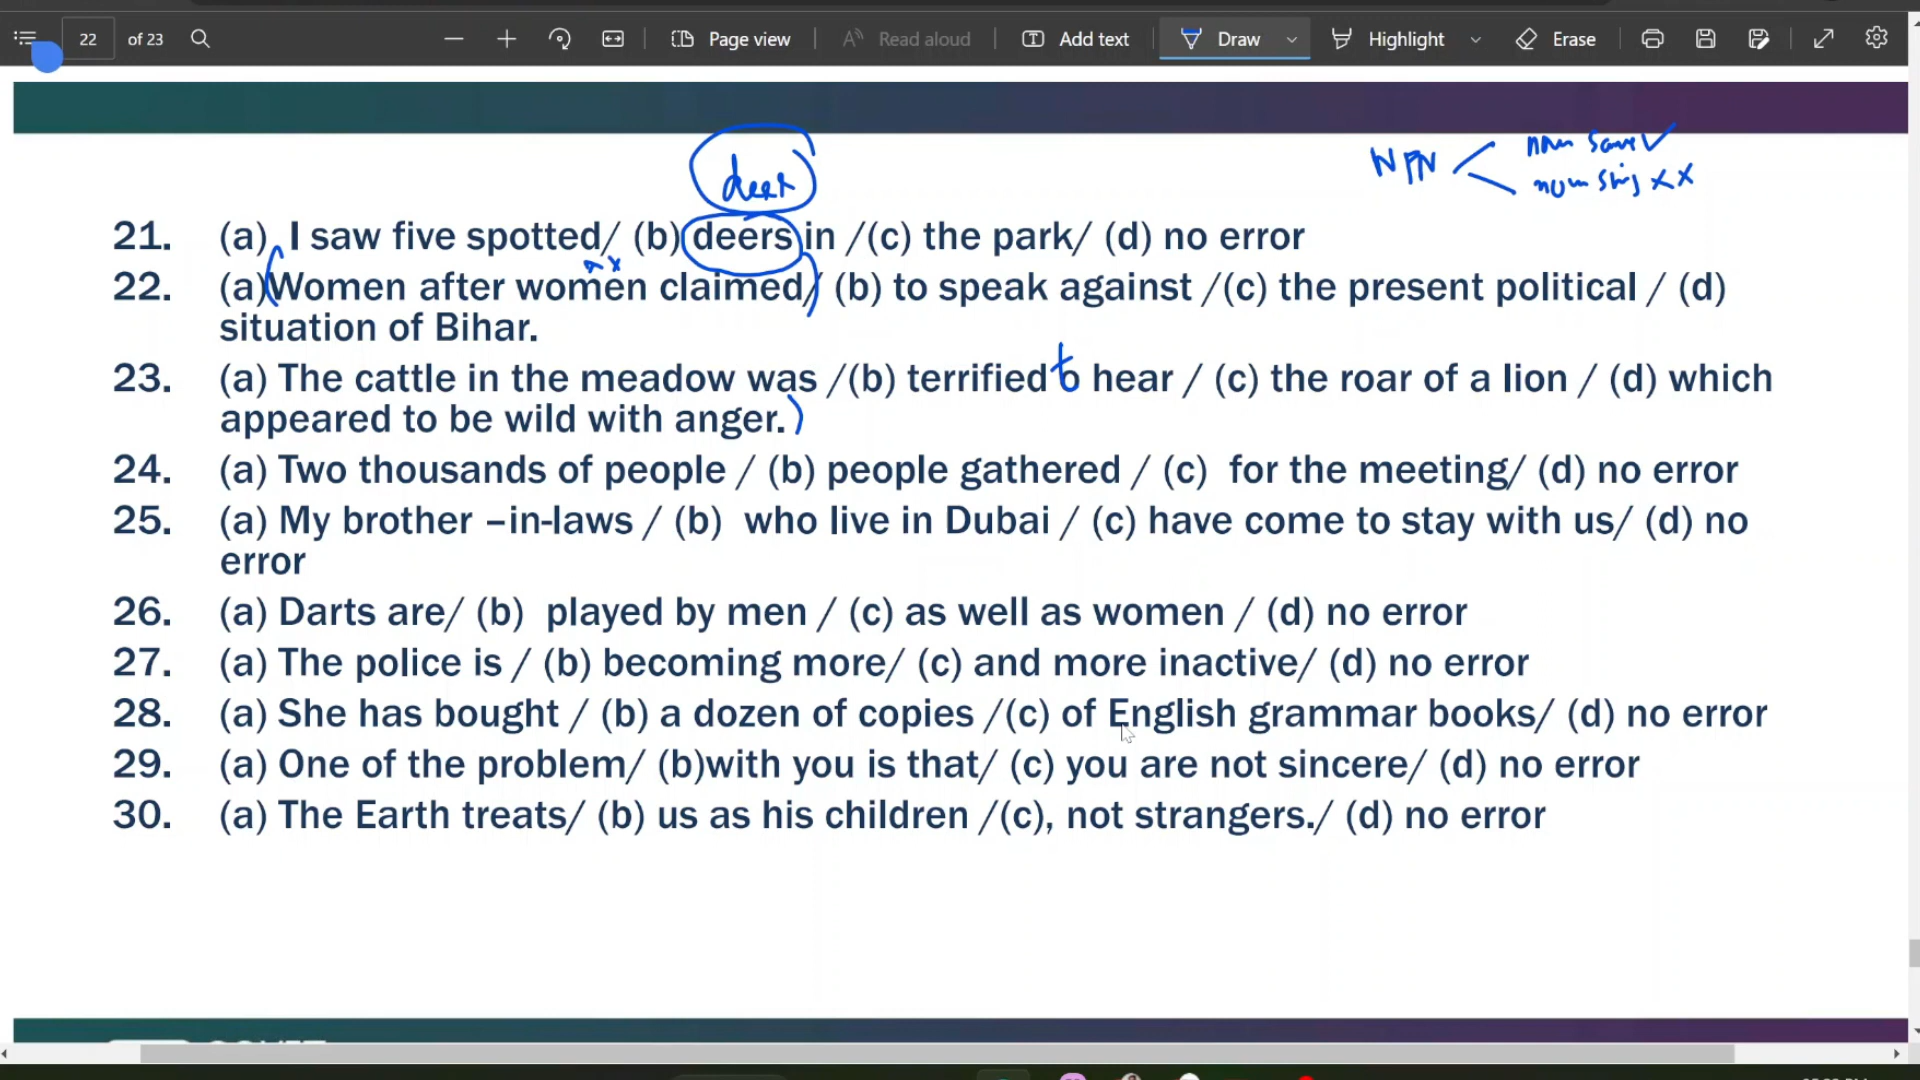 22 of 23 Page view Read aloud Add text Draw Highlight Erase
deer
NPN
21. (a) I saw five spotted/ (b) deers in /(c) the park/ (d) no error
22. (a)Women after women claimed/ (b) to speak against /(c) the present political / (d)
situation of Bihar.
23. (a) The cattle in the meadow was /(b) terrified to hear / (c) the roar of a lion / (d) which
appeared to be wild with anger.
24. (a) Two thousands of people / (b) people gathered / (c) for the meeting/ (d) no error
25. (a) My brother –in-laws / (b) who live in Dubai / (c) have come to stay with us/ (d) no
error
26. (a) Darts are/ (b) played by men / (c) as well as women / (d) no error
27. (a) The police is / (b) becoming more/ (c) and more inactive/ (d) no error
28. (a) She has bought / (b) a dozen of copies /(c) of English grammar books/ (d) no error
29. (a) One of the problem/ (b)with you is that/ (c) you are not sincere/ (d) no error
30. (a) The Earth treats/ (b) us as his children /(c), not strangers./ (d) no error